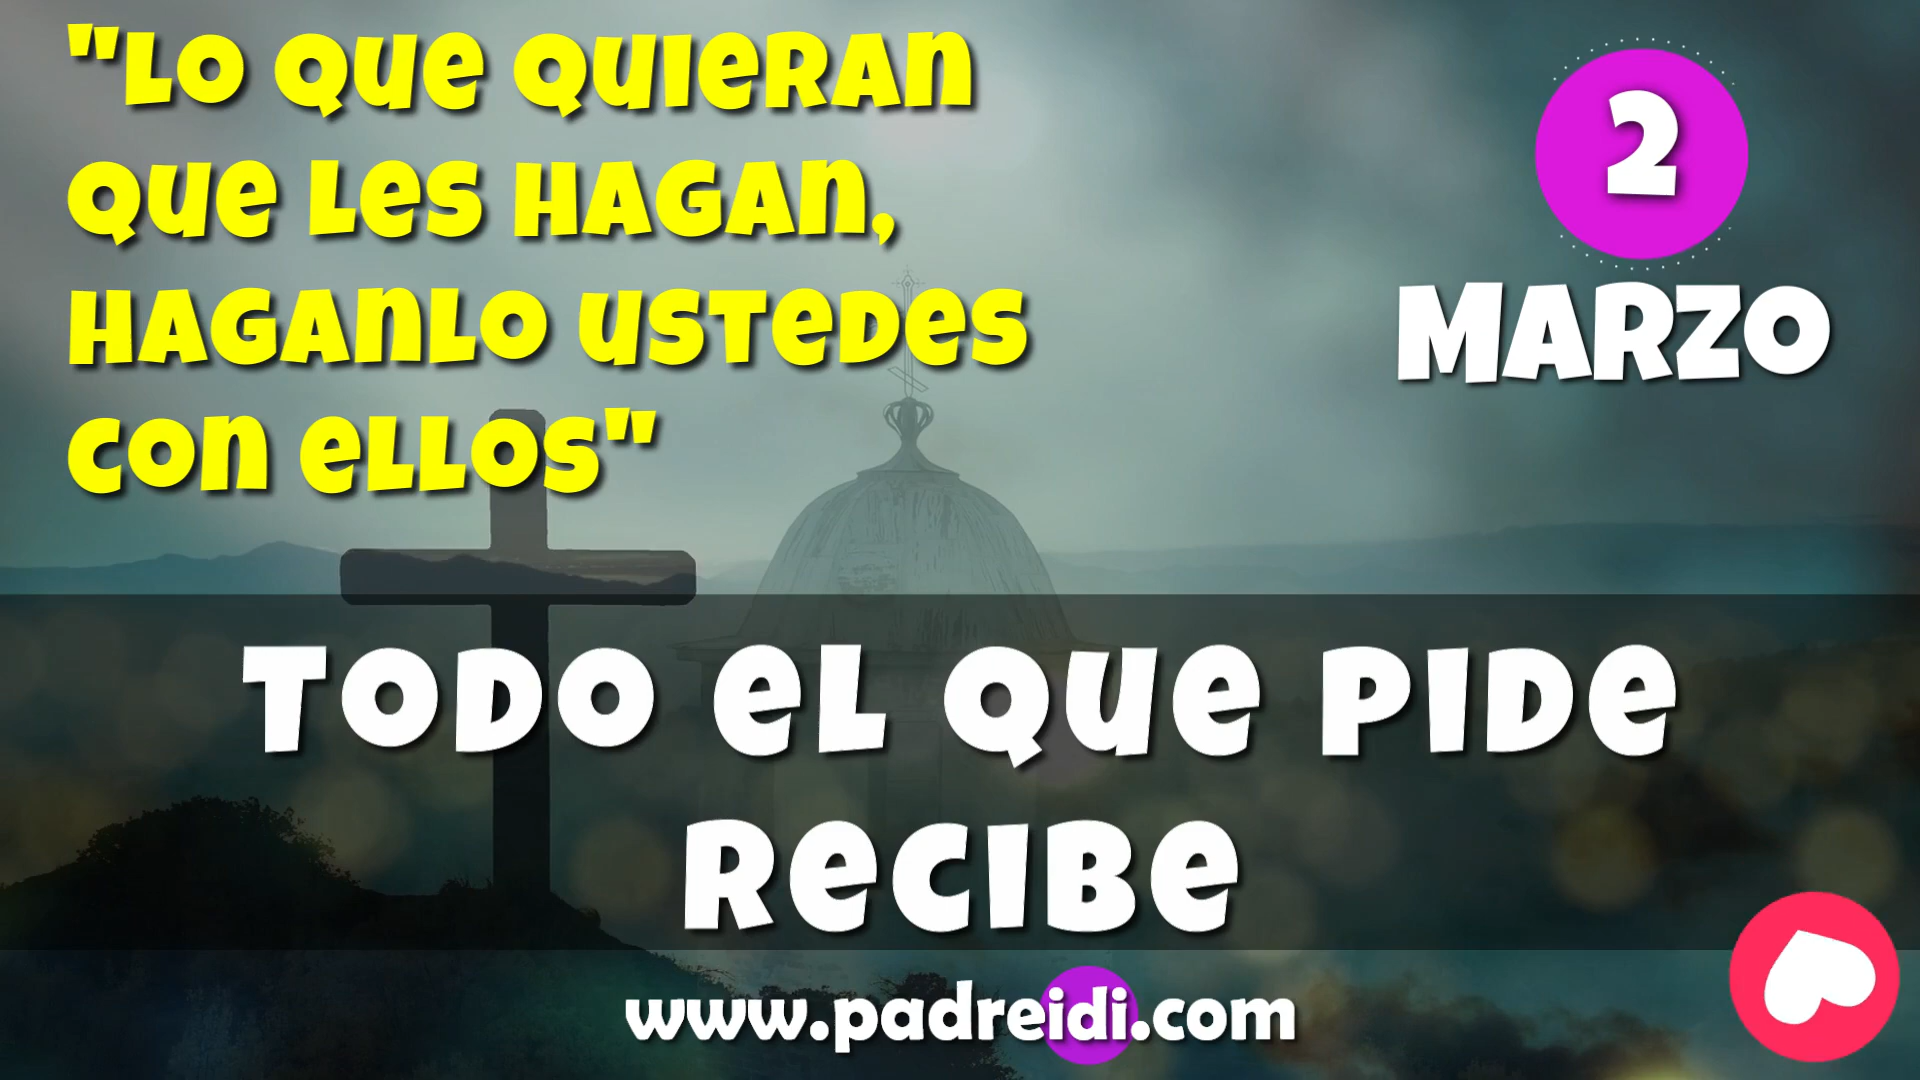 "Lo que quieran
que les hagan,
haganlo ustedes
con ellos"
2
MARZO
Todo el que pide
recibe
www.padreidi.com